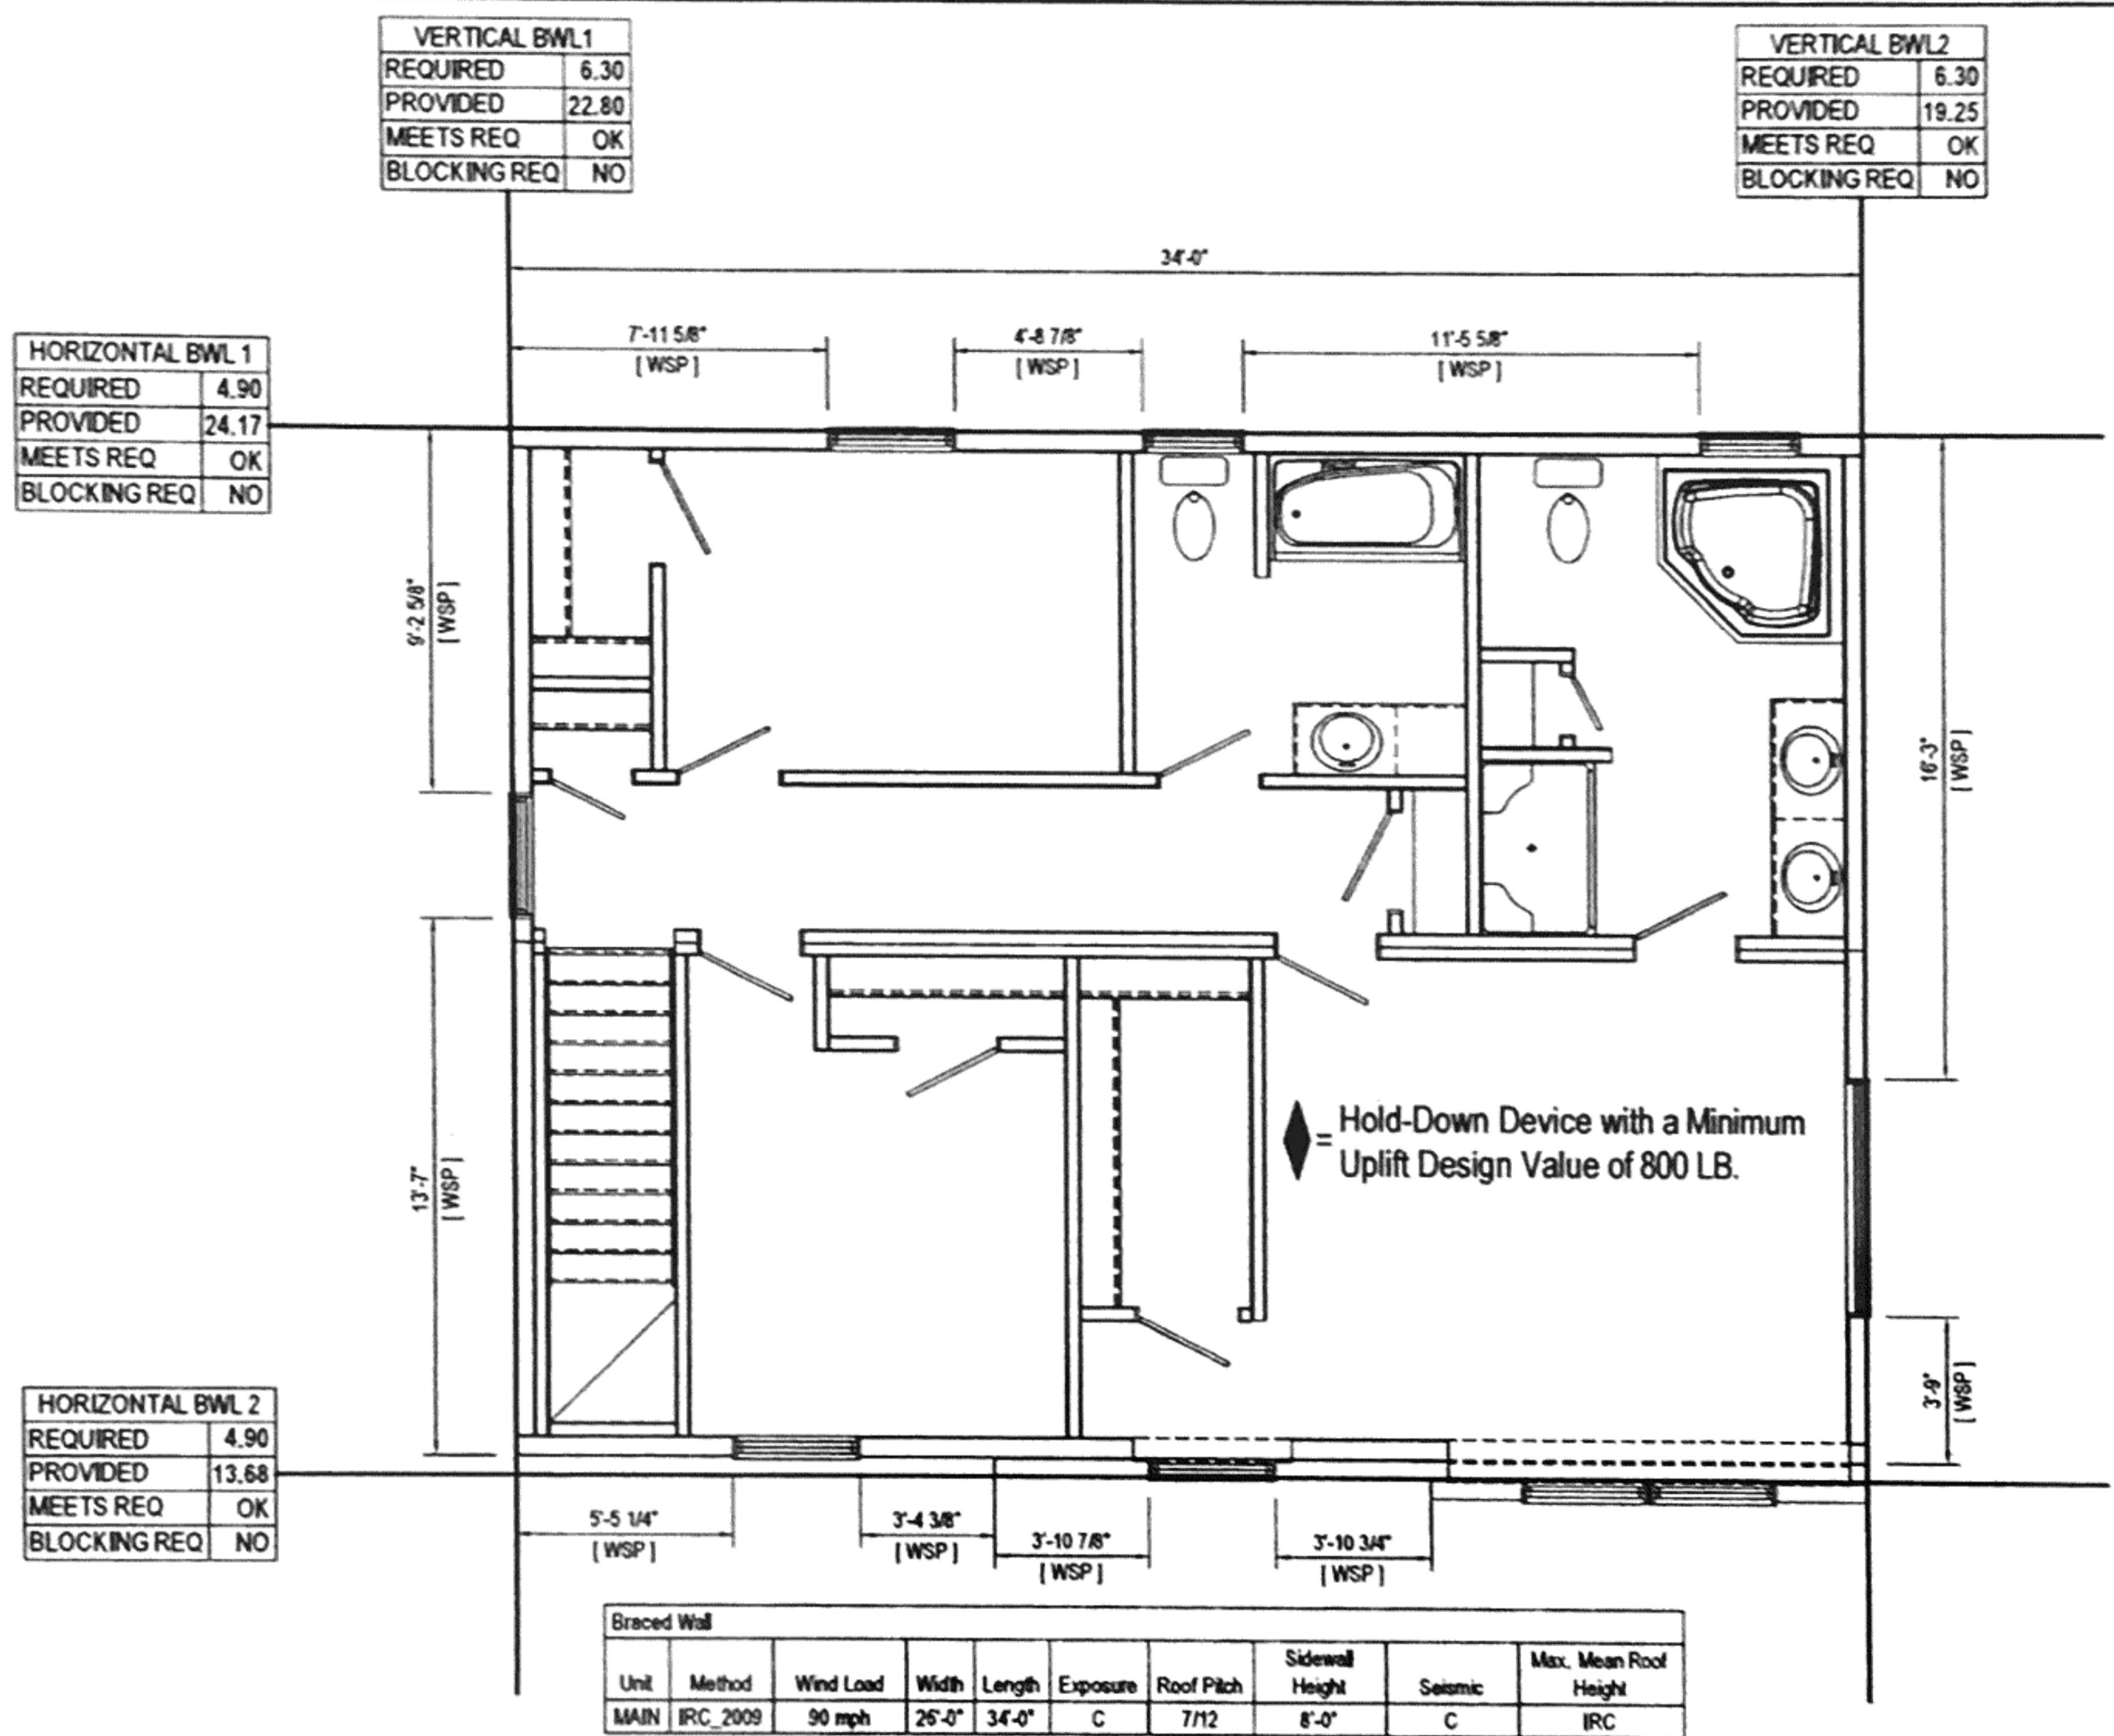 VERTICAL BWL1
REQUIRED 6.30
PROVIDED 22.80
MEETS REQ OK
BLOCKING REQ NO
VERTICAL BWL2
REQUIRED 6.30
PROVIDED 19.25
MEETS REQ OK
BLOCKING REQ NO
34'-0"
HORIZONTAL BWL 1
REQUIRED 4.90
PROVIDED 24.17
MEETS REQ OK
BLOCKING REQ NO
7'-11 5/8"
[ WSP ]
4'-8 7/8"
[ WSP ]
11'-5 5/8"
[ WSP ]
9'-2 5/8"
[ WSP ]
16'-3"
[ WSP ]
= Hold-Down Device with a Minimum
Uplift Design Value of 800 LB.
13'-7"
[ WSP ]
3'-9"
[ WSP ]
HORIZONTAL BWL 2
REQUIRED 4.90
PROVIDED 13.68
MEETS REQ OK
BLOCKING REQ NO
5'-5 1/4"
[ WSP ]
3'-4 3/8"
[ WSP ]
3'-10 7/8"
[ WSP ]
3'-10 3/4"
[ WSP ]
Braced Wall
Unit Method Wind Load Width Length Exposure Roof Pitch Sidewall Height Seismic Max. Mean Roof Height
MAIN IRC_2009 90 mph 26'-0" 34'-0" C 7/12 8'-0" C IRC